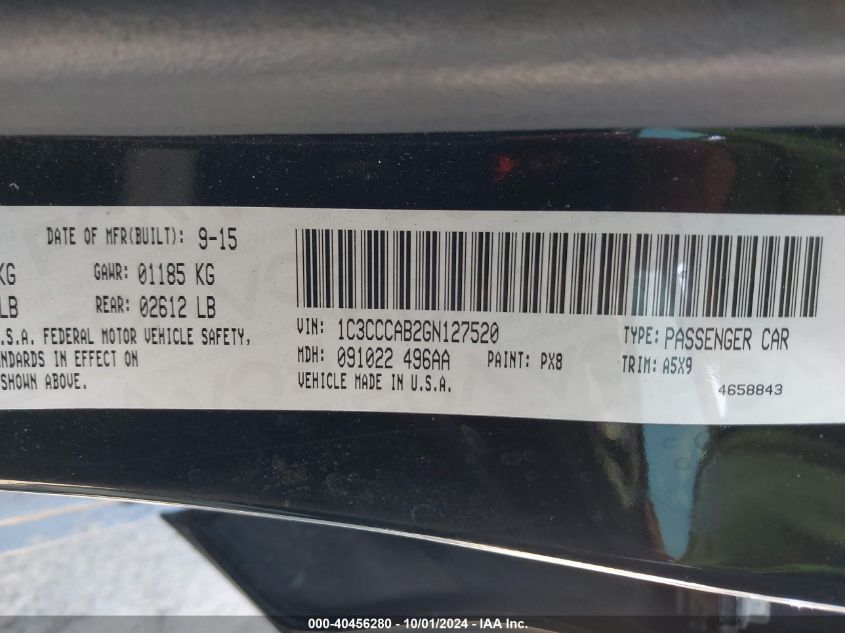 DATE OF MFR(BUILT): 9-15
KG GAWR: 01185 KG
LB REAR: 02612 LB
.S.A. FEDERAL MOTOR VEHICLE SAFETY,
NDARDS IN EFFECT ON
SHOWN ABOVE.
VIN: 1C3CCCAB2GN127520 TYPE: PASSENGER CAR
MDH: 091022 496AA PAINT: PX8 TRIM: A5X9
VEHICLE MADE IN U.S.A. 4658843
000-40456280 - 10/01/2024 - IAA Inc.